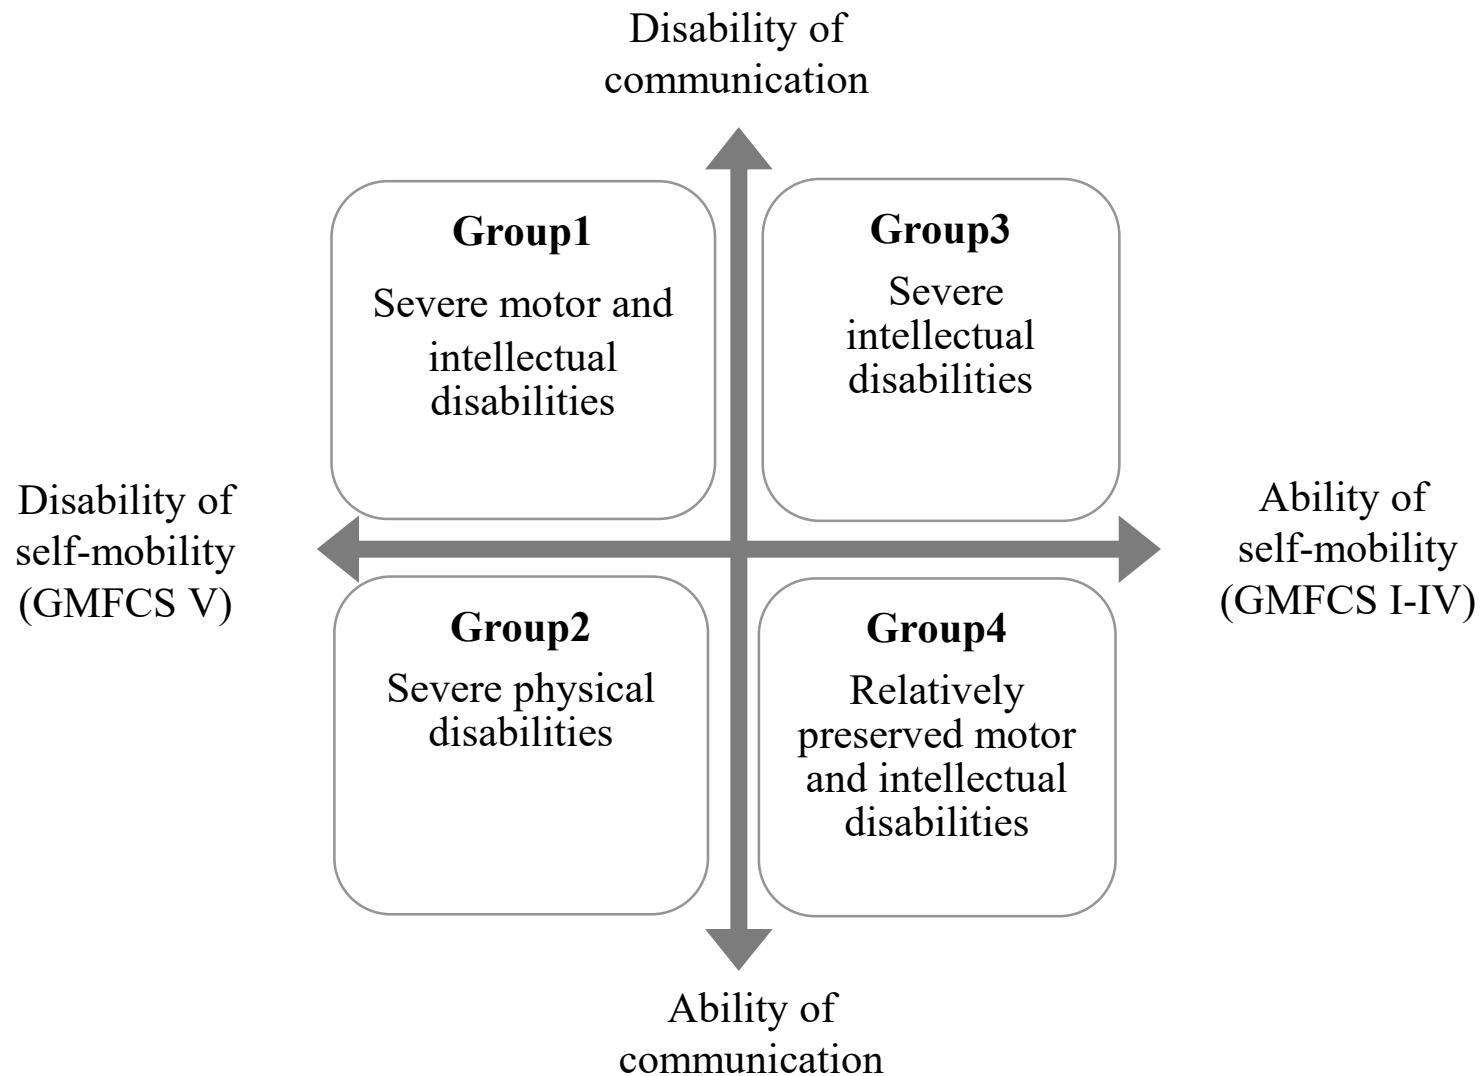 Disability of
communication
Group1
Severe motor and
intellectual
disabilities
Group3
Severe
intellectual
disabilities
Disability of
self-mobility
(GMFCS V)
Ability of
self-mobility
(GMFCS I-IV)
Group2
Severe physical
disabilities
Group4
Relatively
preserved motor
and intellectual
disabilities
Ability of
communication